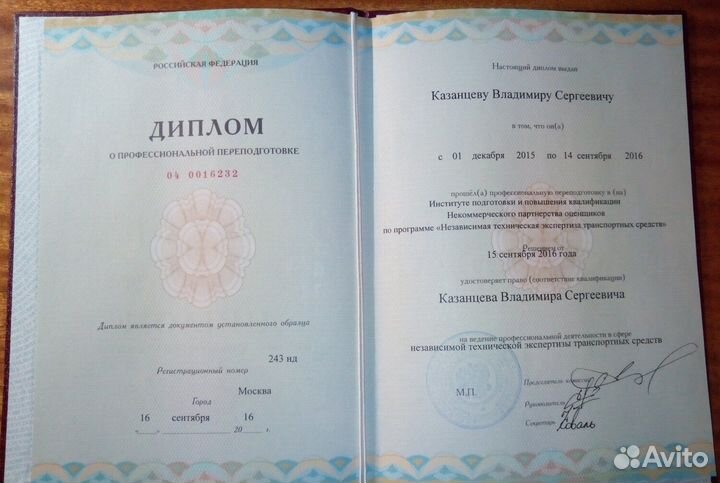 РОССИЙСКАЯ ФЕДЕРАЦИЯ
ДИПЛОМ
О ПРОФЕССИОНАЛЬНОЙ ПЕРЕПОДГОТОВКЕ
04 0016232
Диплом является документом установленного образца
243 нд
Регистрационный номер
Москва
Город
16 сентября 16
20 г.
Настоящий диплом выдан
Казанцеву Владимиру Сергеевичу
в том, что он(а)
с 01 декабря 2015 по 14 сентября 2016
прошёл(а) профессиональную переподготовку в (на)
Институте подготовки и повышения квалификации
Некоммерческого партнерства оценщиков
по программе «Независимая техническая экспертиза транспортных средств»
Решением от
15 сентября 2016 года
удостоверяет право (соответствие квалификации)
Казанцева Владимира Сергеевича
на ведение профессиональной деятельности в сфере
независимой технической экспертизы транспортных средств
М.П.
Председатель комиссии
Руководитель
Секретарь
Avito